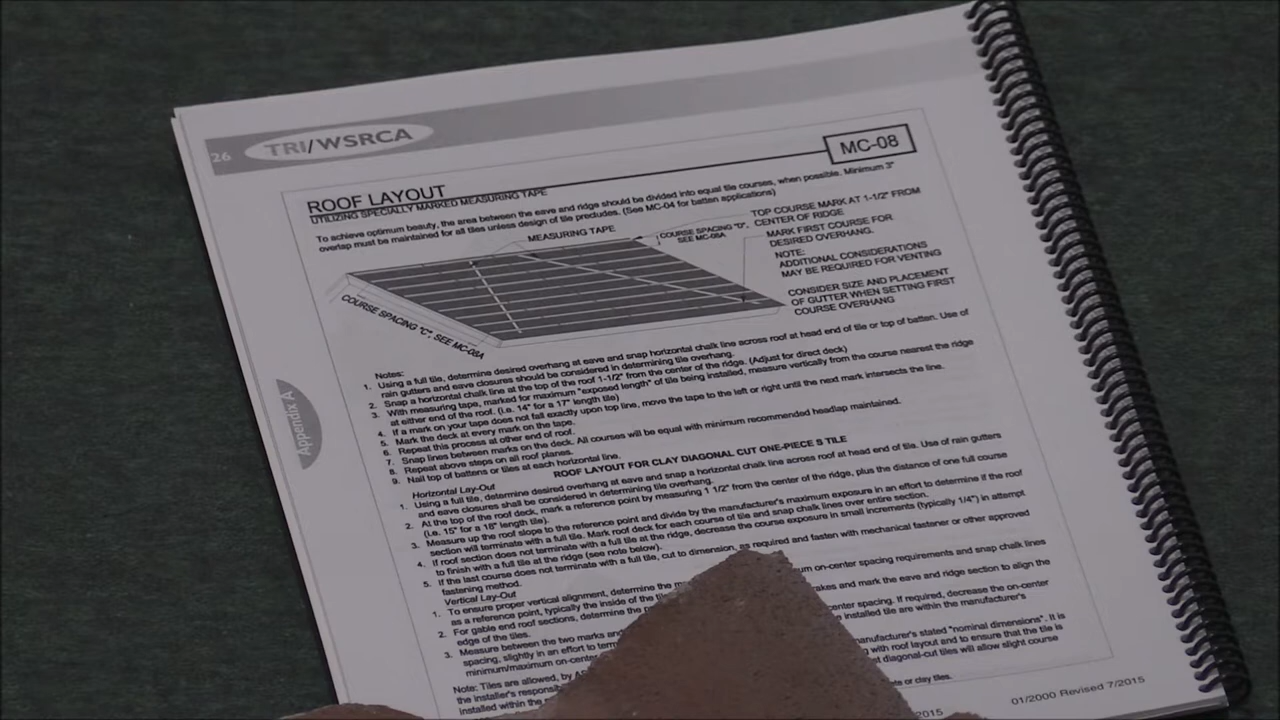 26 TRI/WSRCA
MC-08
ROOF LAYOUT
UTILIZING SPECIALLY MARKED MEASURING TAPE
To achieve optimum beauty, the area between the eave and ridge should be divided into equal tile courses, when possible. Minimum 3"
overlap must be maintained for all tiles unless design of tile precludes. (See MC-04 for batten applications)
MEASURING TAPE
COURSE SPACING "D",
SEE MC-08A
TOP COURSE MARK AT 1-1/2" FROM
CENTER OF RIDGE
MARK FIRST COURSE FOR
DESIRED OVERHANG.
NOTE:
ADDITIONAL CONSIDERATIONS
MAY BE REQUIRED FOR VENTING
CONSIDER SIZE AND PLACEMENT
OF GUTTER WHEN SETTING FIRST
COURSE OVERHANG
COURSE SPACING "C", SEE MC-08A
Appendix A
Notes:
1. Using a full tile, determine desired overhang at eave and snap horizontal chalk line across roof at head end of tile or top of batten. Use of
rain gutters and eave closures should be considered in determining tile overhang.
2. Snap a horizontal chalk line at the top of the roof 1-1/2" from the center of the ridge. (Adjust for direct deck)
3. With measuring tape, marked for maximum "exposed length" of tile being installed, measure vertically from the course nearest the ridge
at either end of the roof. (i.e. 14" for a 17" length tile)
4. If a mark on your tape does not fall exactly upon top line, move the tape to the left or right until the next mark intersects the line.
5. Mark the deck at every mark on the tape.
6. Repeat this process at other end of roof.
7. Snap lines between marks on the deck. All courses will be equal with minimum recommended headlap maintained.
8. Repeat above steps on all roof planes.
9. Nail top of battens or tiles at each horizontal line.
ROOF LAYOUT FOR CLAY DIAGONAL CUT ONE-PIECE S TILE
Horizontal Lay-Out
1. Using a full tile, determine desired overhang at eave and snap a horizontal chalk line across roof at head end of tile. Use of rain gutters
and eave closures shall be considered in determining tile overhang.
2. At the top of the roof deck, mark a reference point by measuring 1 1/2" from the center of the ridge, plus the distance of one full course
(i.e. 15" for a 18" length tile).
3. Measure up the roof slope to the reference point and divide by the manufacturer's maximum exposure in an effort to determine if the roof
section will terminate with a full tile. Mark roof deck for each course of tile and snap chalk lines over entire section.
4. If roof section does not terminate with a full tile at the ridge, decrease the course exposure in small increments (typically 1/4") in attempt
to finish with a full tile at the ridge (see note below).
5. If the last course does not terminate with a full tile, cut to dimension, as required and fasten with mechanical fastener or other approved
fastening method.
Vertical Lay-Out
1. To ensure proper vertical alignment, determine the on-center spacing requirements and snap chalk lines
as a reference point, typically the inside of the
2. For gable end roof sections, determine the rakes and mark the eave and ridge section to align the
edge of the tiles.
3. Measure between the two marks and center spacing. If required, decrease the on-center
spacing, slightly in an effort to installed tile are within the manufacturer's
minimum/maximum on-center
Note: Tiles are allowed, by manufacturer's stated "nominal dimensions". It is
the installer's with roof layout and to ensure that the tile is
installed within the diagonal-cut tiles will allow slight course
or clay tiles.
2015 01/2000 Revised 7/2015